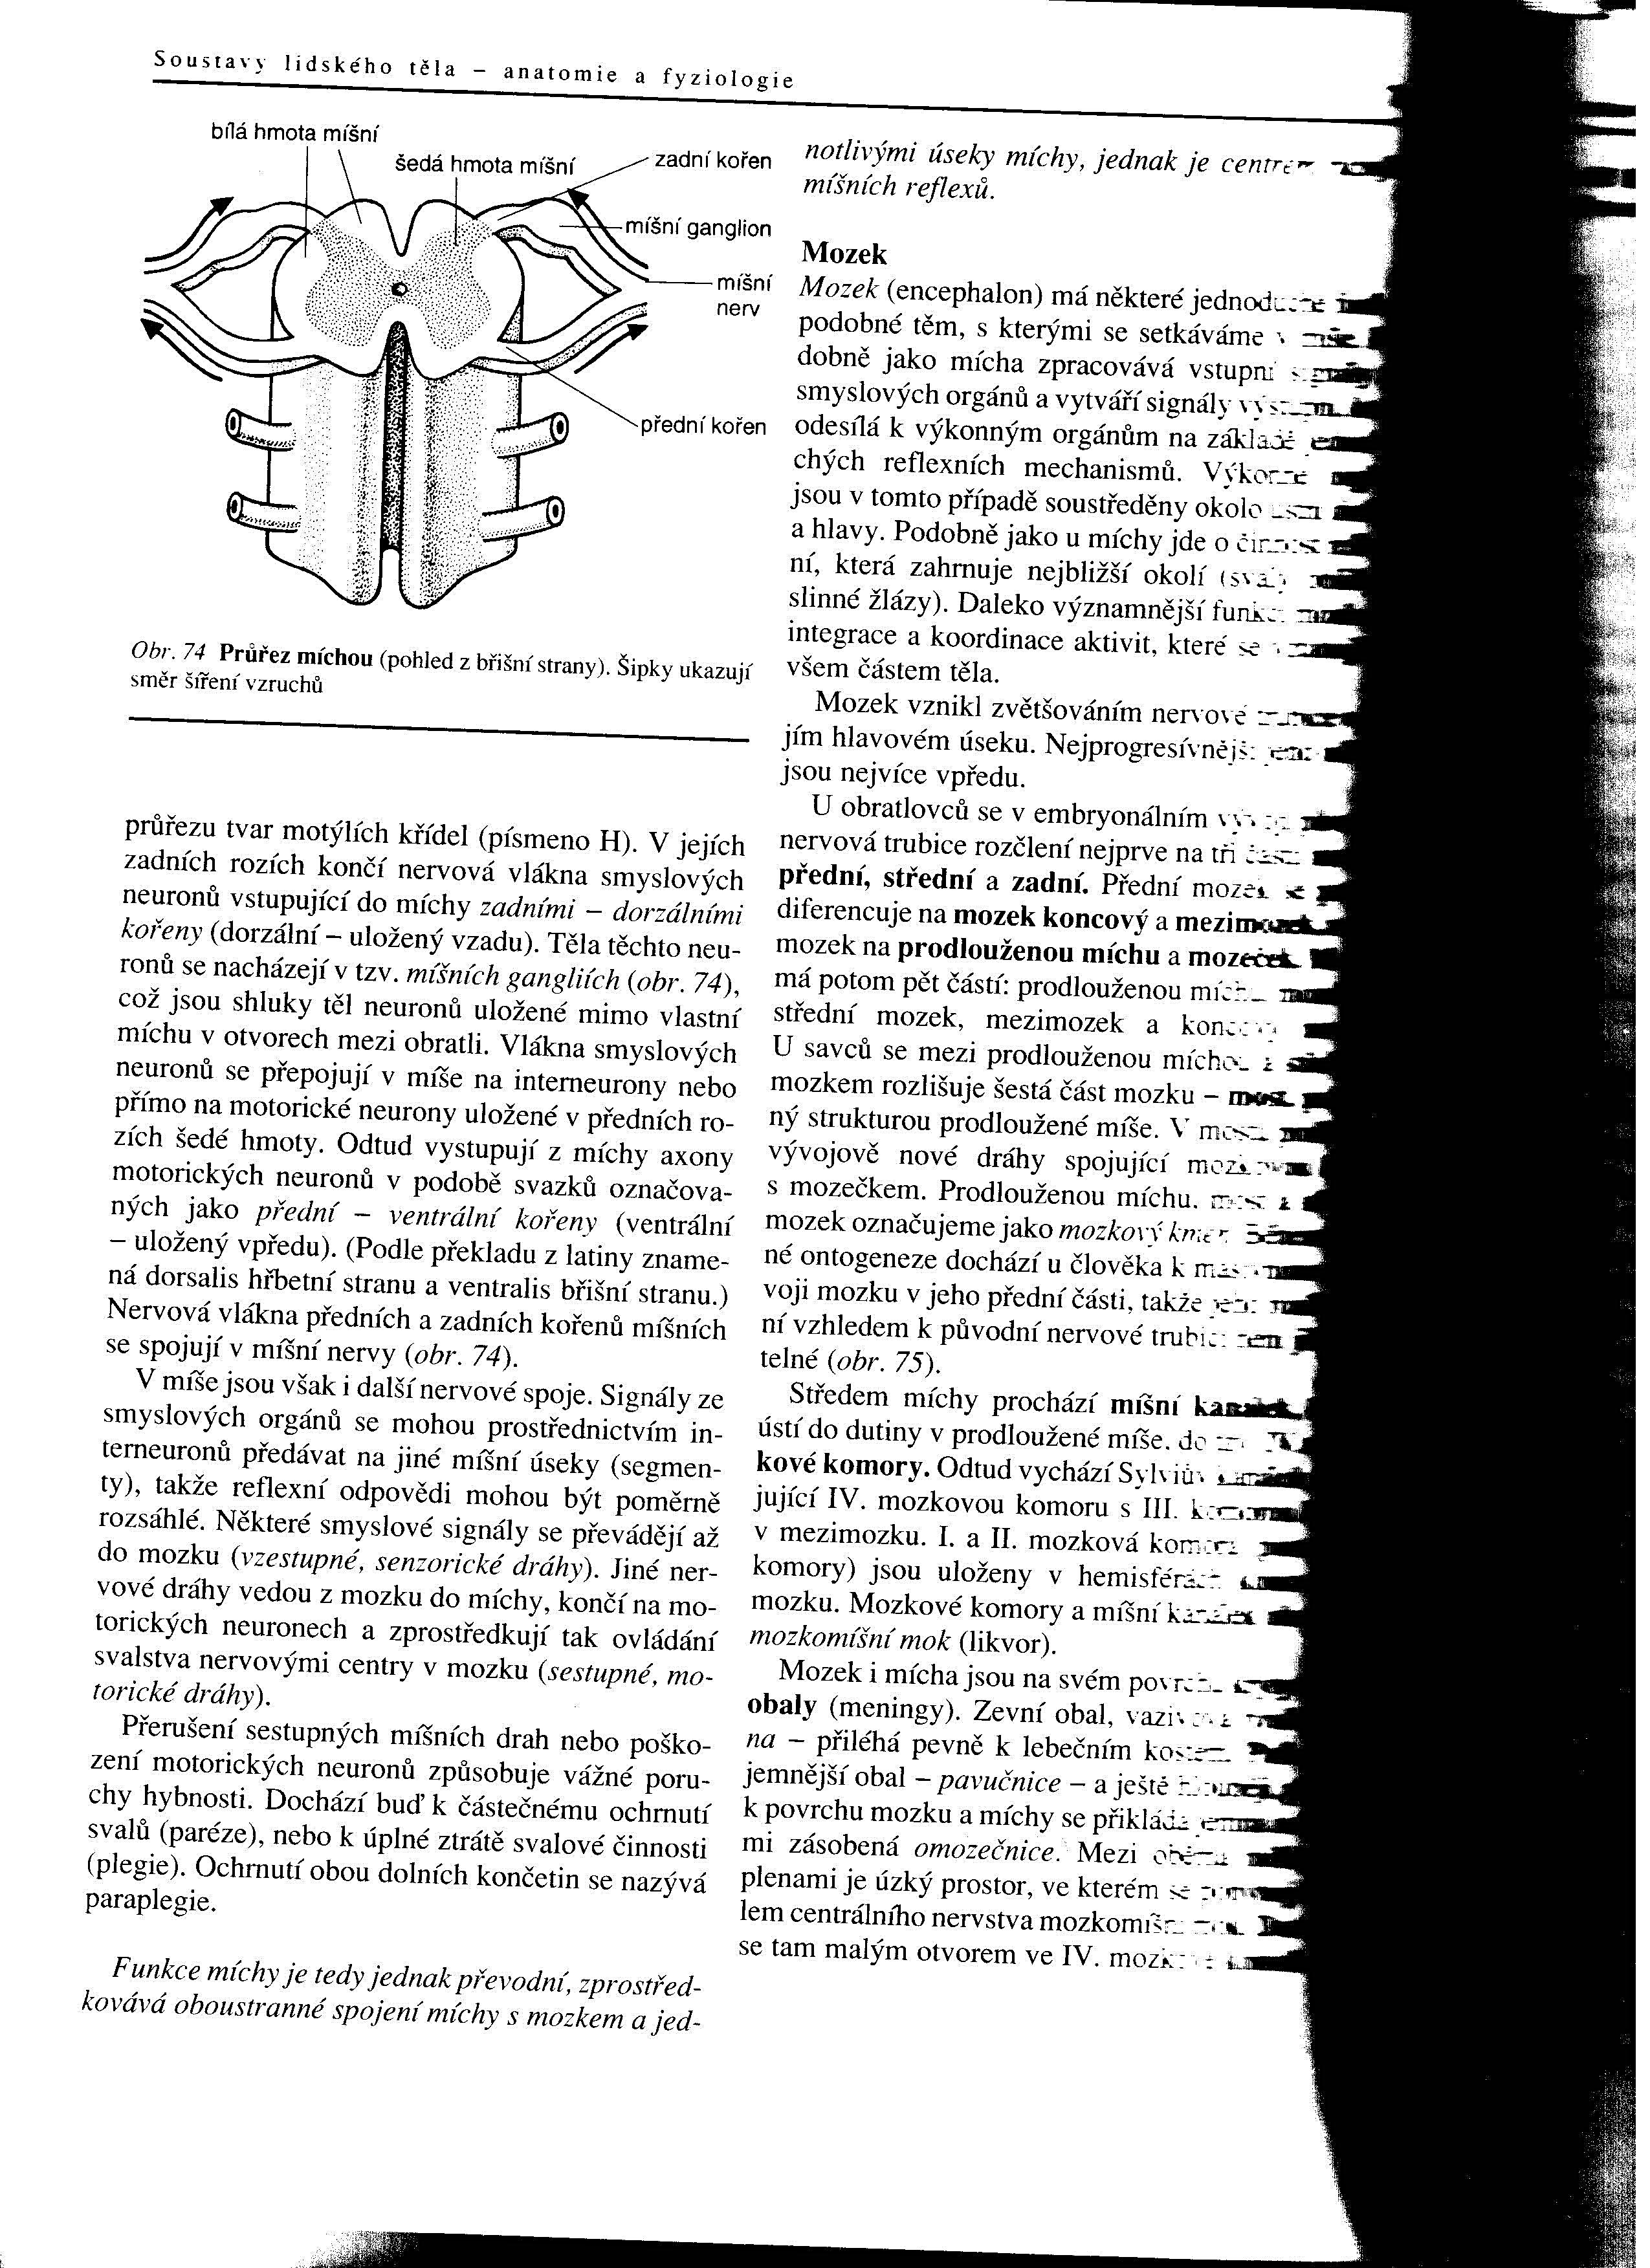 Soustavy lidského těla – anatomie a fyziologie
bílá hmota míšní
šedá hmota míšní
zadní kořen
míšní ganglion
míšní
nerv
přední kořen
Obr. 74 Průřez míchou (pohled z břišní strany). Šipky ukazují
směr šíření vzruchů
průřezu tvar motýlích křídel (písmeno H). V jejích
zadních rozích končí nervová vlákna smyslových
neuronů vstupující do míchy zadními – dorzálními
kořeny (dorzální – uložený vzadu). Těla těchto neu-
ronů se nacházejí v tzv. míšních gangliích (obr. 74),
což jsou shluky těl neuronů uložené mimo vlastní
míchu v otvorech mezi obratli. Vlákna smyslových
neuronů se přepojují v míše na interneurony nebo
přímo na motorické neurony uložené v předních ro-
zích šedé hmoty. Odtud vystupují z míchy axony
motorických neuronů v podobě svazků označova-
ných jako přední – ventrální kořeny (ventrální
– uložený vpředu). (Podle překladu z latiny zname-
ná dorsalis hřbetní stranu a ventralis břišní stranu.)
Nervová vlákna předních a zadních kořenů míšních
se spojují v míšní nervy (obr. 74).
V míše jsou však i další nervové spoje. Signály ze
smyslových orgánů se mohou prostřednictvím in-
terneuronů předávat na jiné míšní úseky (segmen-
ty), takže reflexní odpovědi mohou být poměrně
rozsáhlé. Některé smyslové signály se převádějí až
do mozku (vzestupné, senzorické dráhy). Jiné ner-
vové dráhy vedou z mozku do míchy, končí na mo-
torických neuronech a zprostředkují tak ovládání
svalstva nervovými centry v mozku (sestupné, mo-
torické dráhy).
Přerušení sestupných míšních drah nebo poško-
zení motorických neuronů způsobuje vážné poru-
chy hybnosti. Dochází buď k částečnému ochrnutí
svalů (paréze), nebo k úplné ztrátě svalové činnosti
(plegie). Ochrnutí obou dolních končetin se nazývá
paraplegie.
Funkce míchy je tedy jednak převodní, zprostřed-
kovává oboustranné spojení míchy s mozkem a jed-
notlivými úseky míchy, jednak je
míšních reflexů.
Mozek
Mozek (encephalon) má některé
podobné těm, s kterými se setkáváme v
dobně jako mícha zpracovává vstupní
smyslových orgánů a vytváří signály
odesílá k výkonným orgánům na základě
chých reflexních mechanismů.
jsou v tomto případě soustředěny okolo
a hlavy. Podobně jako u míchy jde o
ní, která zahrnuje nejbližší okolí
slinné žlázy). Daleko významnější
integrace a koordinace aktivit, které se
všem částem těla.
Mozek vznikl zvětšováním nervové
jím hlavovém úseku. Nejprogresívnější
jsou nejvíce vpředu.
U obratlovců se v embryonálním
nervová trubice rozčlení nejprve na tři
přední, střední a zadní. Přední mozek se
diferencuje na mozek koncový a mezimozek
mozek na prodlouženou míchu a mozeček.
má potom pět částí: prodlouženou
střední mozek, mezimozek a
U savců se mezi prodlouženou míchou a
mozkem rozlišuje šestá část mozku – most,
ný strukturou prodloužené míše. V
vývojově nové dráhy spojující
s mozečkem. Prodlouženou míchu, most a
mozek označujeme jako mozkový kmen.
né ontogeneze dochází u člověka k
voji mozku v jeho přední části, takže
ní vzhledem k původní nervové
telné (obr. 75).
Středem míchy prochází míšní
ústí do dutiny v prodloužené míše, do
kové komory. Odtud vychází Sylviův
jující IV. mozkovou komoru s III.
v mezimozku. I. a II. mozková
komory) jsou uloženy v hemisférách
mozku. Mozkové komory a míšní
mozkomíšní mok (likvor).
Mozek i mícha jsou na svém
obaly (meningy). Zevní obal,
na – přiléhá pevně k lebečním
jemnější obal – pavučnice – a ještě
k povrchu mozku a míchy se přikládá
mi zásobená omozečnice. Mezi
plenami je úzký prostor, ve kterém se
lem centrálního nervstva
se tam malým otvorem ve IV.